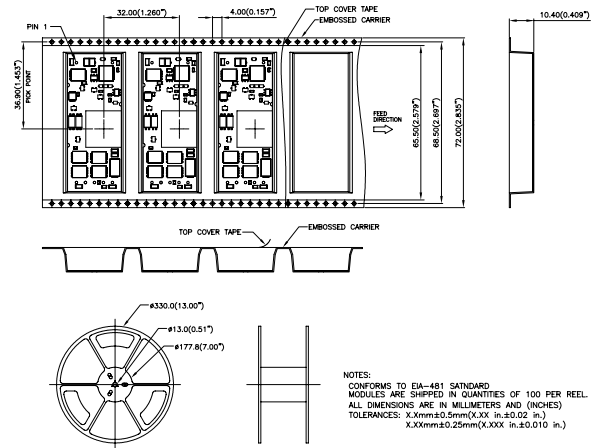 32.00(1.260")
4.00(0.157")
TOP COVER TAPE
EMBOSSED CARRIER
10.40(0.409")
PIN 1
36.90(1.453")
PICK POINT
FEED
DIRECTION
65.50(2.579")
68.50(2.697")
72.00(2.835")
TOP COVER TAPE
EMBOSSED CARRIER
ø330.0(13.00")
ø13.0(0.51")
ø177.8(7.00")
NOTES:
CONFORMS TO EIA-481 SATNDARD
MODULES ARE SHIPPED IN QUANTITIES OF 100 PER REEL.
ALL DIMENSIONS ARE IN MILLIMETERS AND (INCHES)
TOLERANCES: X.Xmm±0.5mm(X.XX in.±0.02 in.)
X.XXmm±0.25mm(X.XXX in.±0.010 in.)